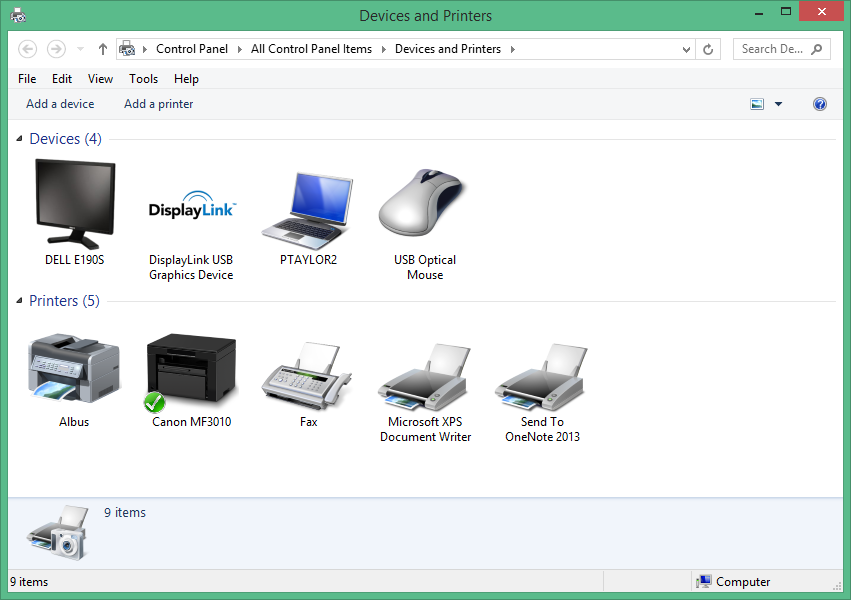 Devices and Printers
Control Panel
All Control Panel Items
Devices and Printers
Search De...
File
Edit
View
Tools
Help
Add a device
Add a printer
Devices (4)
DisplayLink™
DELL E190S
DisplayLink USB
Graphics Device
PTAYLOR2
USB Optical
Mouse
Printers (5)
Albus
Canon MF3010
Fax
Microsoft XPS
Document Writer
Send To
OneNote 2013
9 items
9 items
Computer